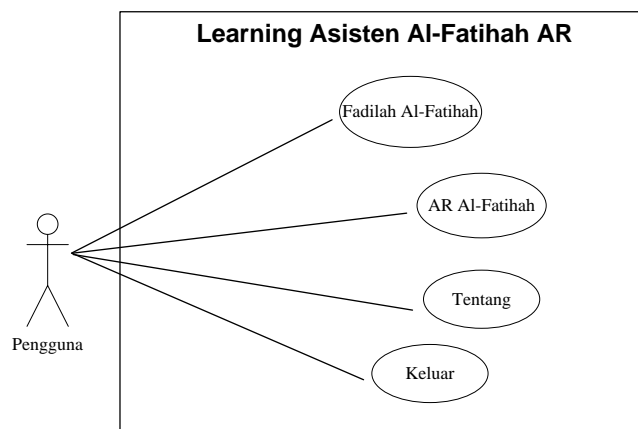 Learning Asisten Al-Fatihah AR
Fadilah Al-Fatihah
AR Al-Fatihah
Tentang
Pengguna
Keluar